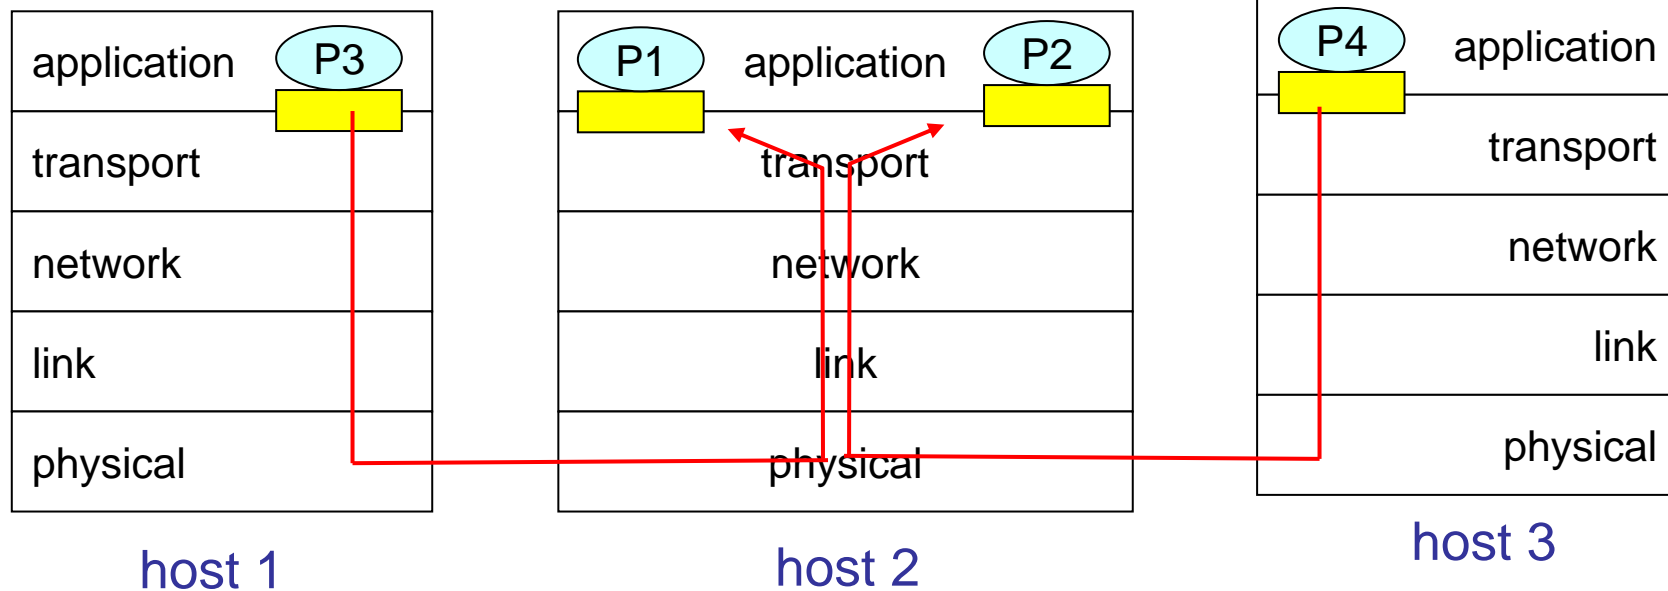 application P3
transport
network
link
physical
host 1
P1 application P2
transport
network
link
physical
host 2
P4 application
transport
network
link
physical
host 3